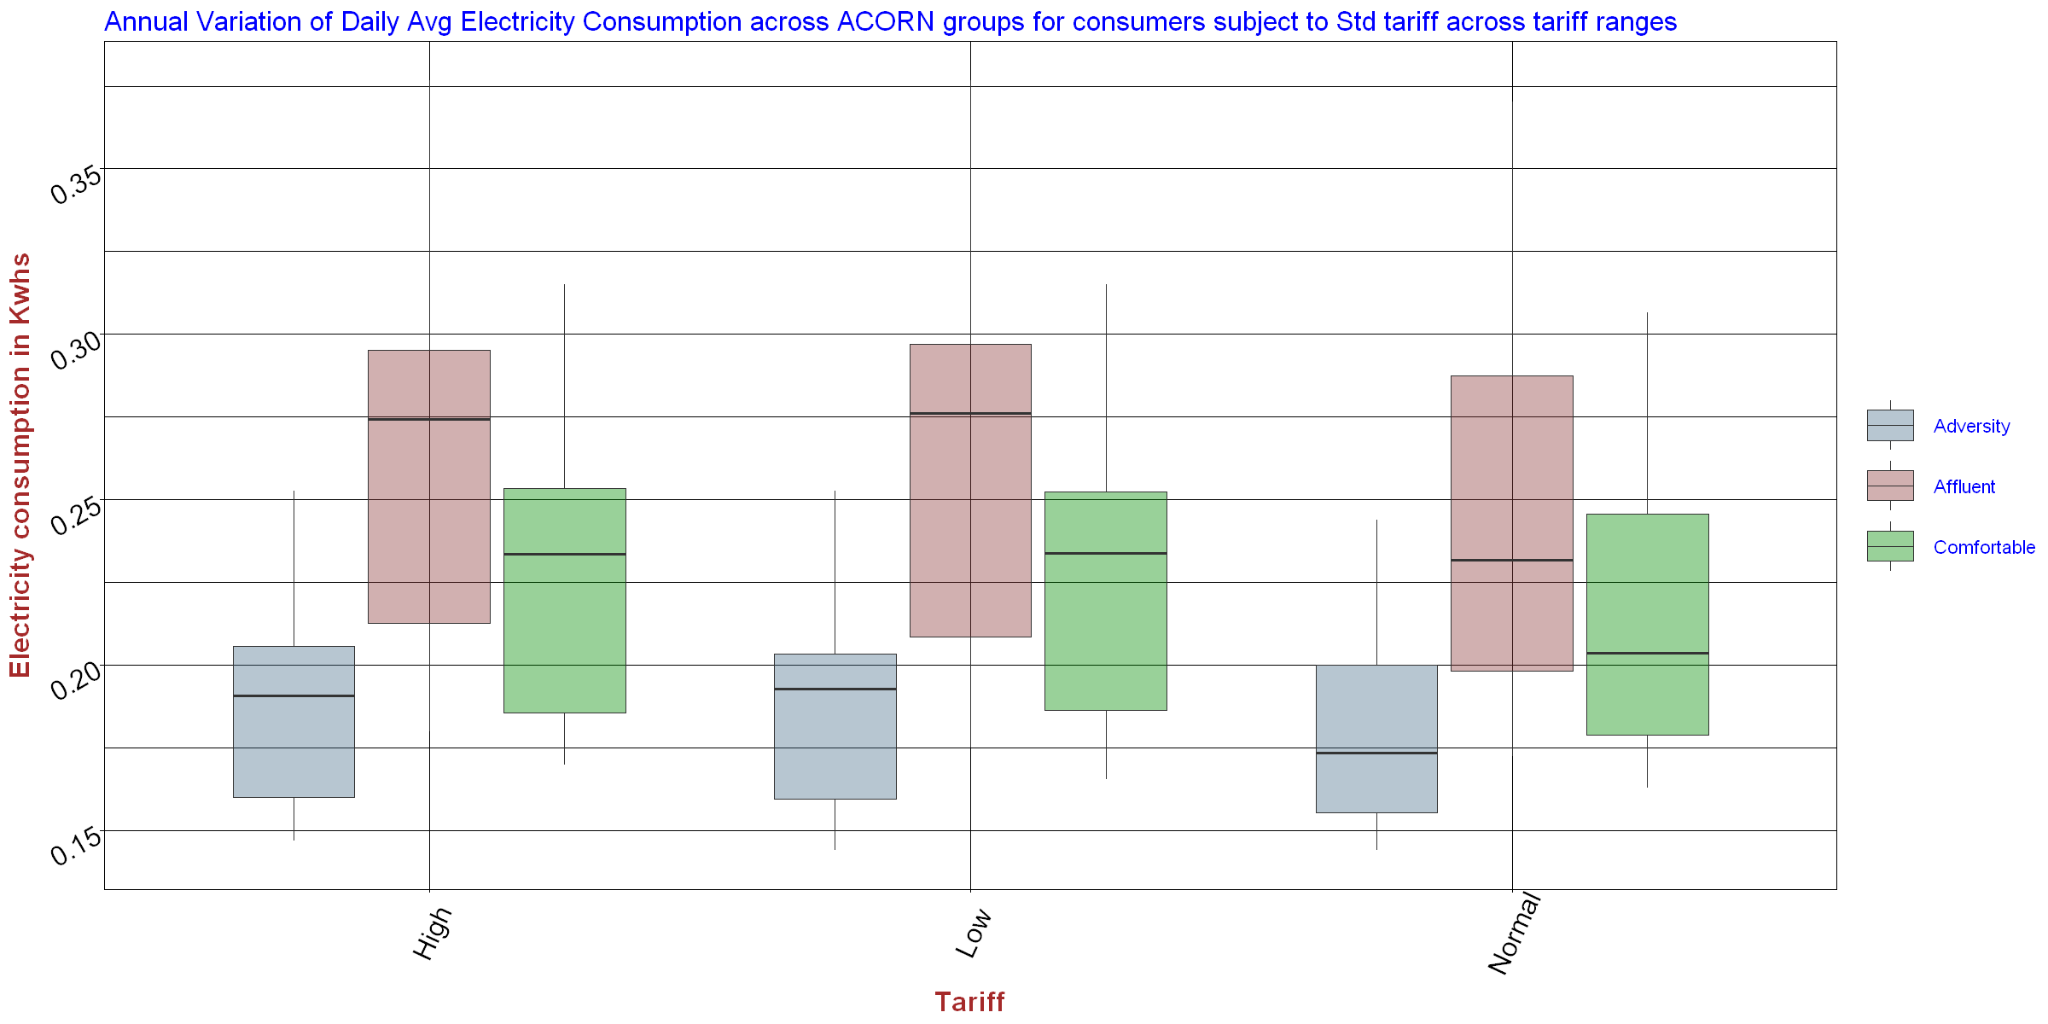 Annual Variation of Daily Avg Electricity Consumption across ACORN groups for consumers subject to Std tariff across tariff ranges
Electricity consumption in Kwhs
0.35
0.30
0.25
0.20
0.15
High
Low
Normal
Tariff
Adversity
Affluent
Comfortable